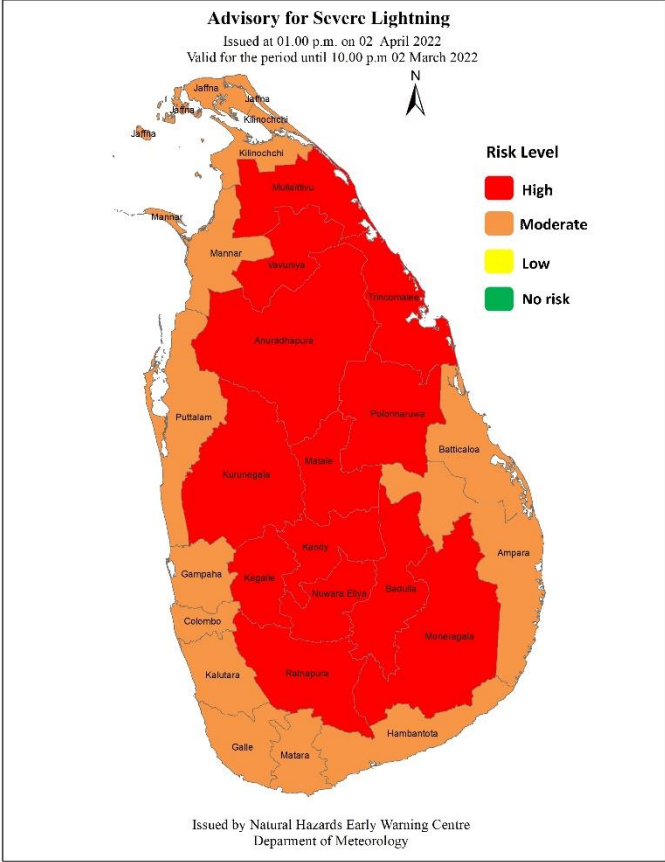 Advisory for Severe Lightning
Issued at 01.00 p.m. on 02 April 2022
Valid for the period until 10.00 p.m 02 March 2022
N
Jaffna
Jaffna
Jaffna
Kilinochchi
Jaffna
Kilinochchi
Risk Level
High
Mullaitivu
Mannar
Moderate
Mannar
Vavuniya
Low
Trincomalee
No risk
Anuradhapura
Puttalam
Polonnaruwa
Batticaloa
Matale
Kurunegala
Kandy
Ampara
Gampaha
Kegalle
Badulla
Nuwara Eliya
Colombo
Moneragala
Kalutara
Ratnapura
Hambantota
Galle
Matara
Issued by Natural Hazards Early Warning Centre
Deparment of Meteorology